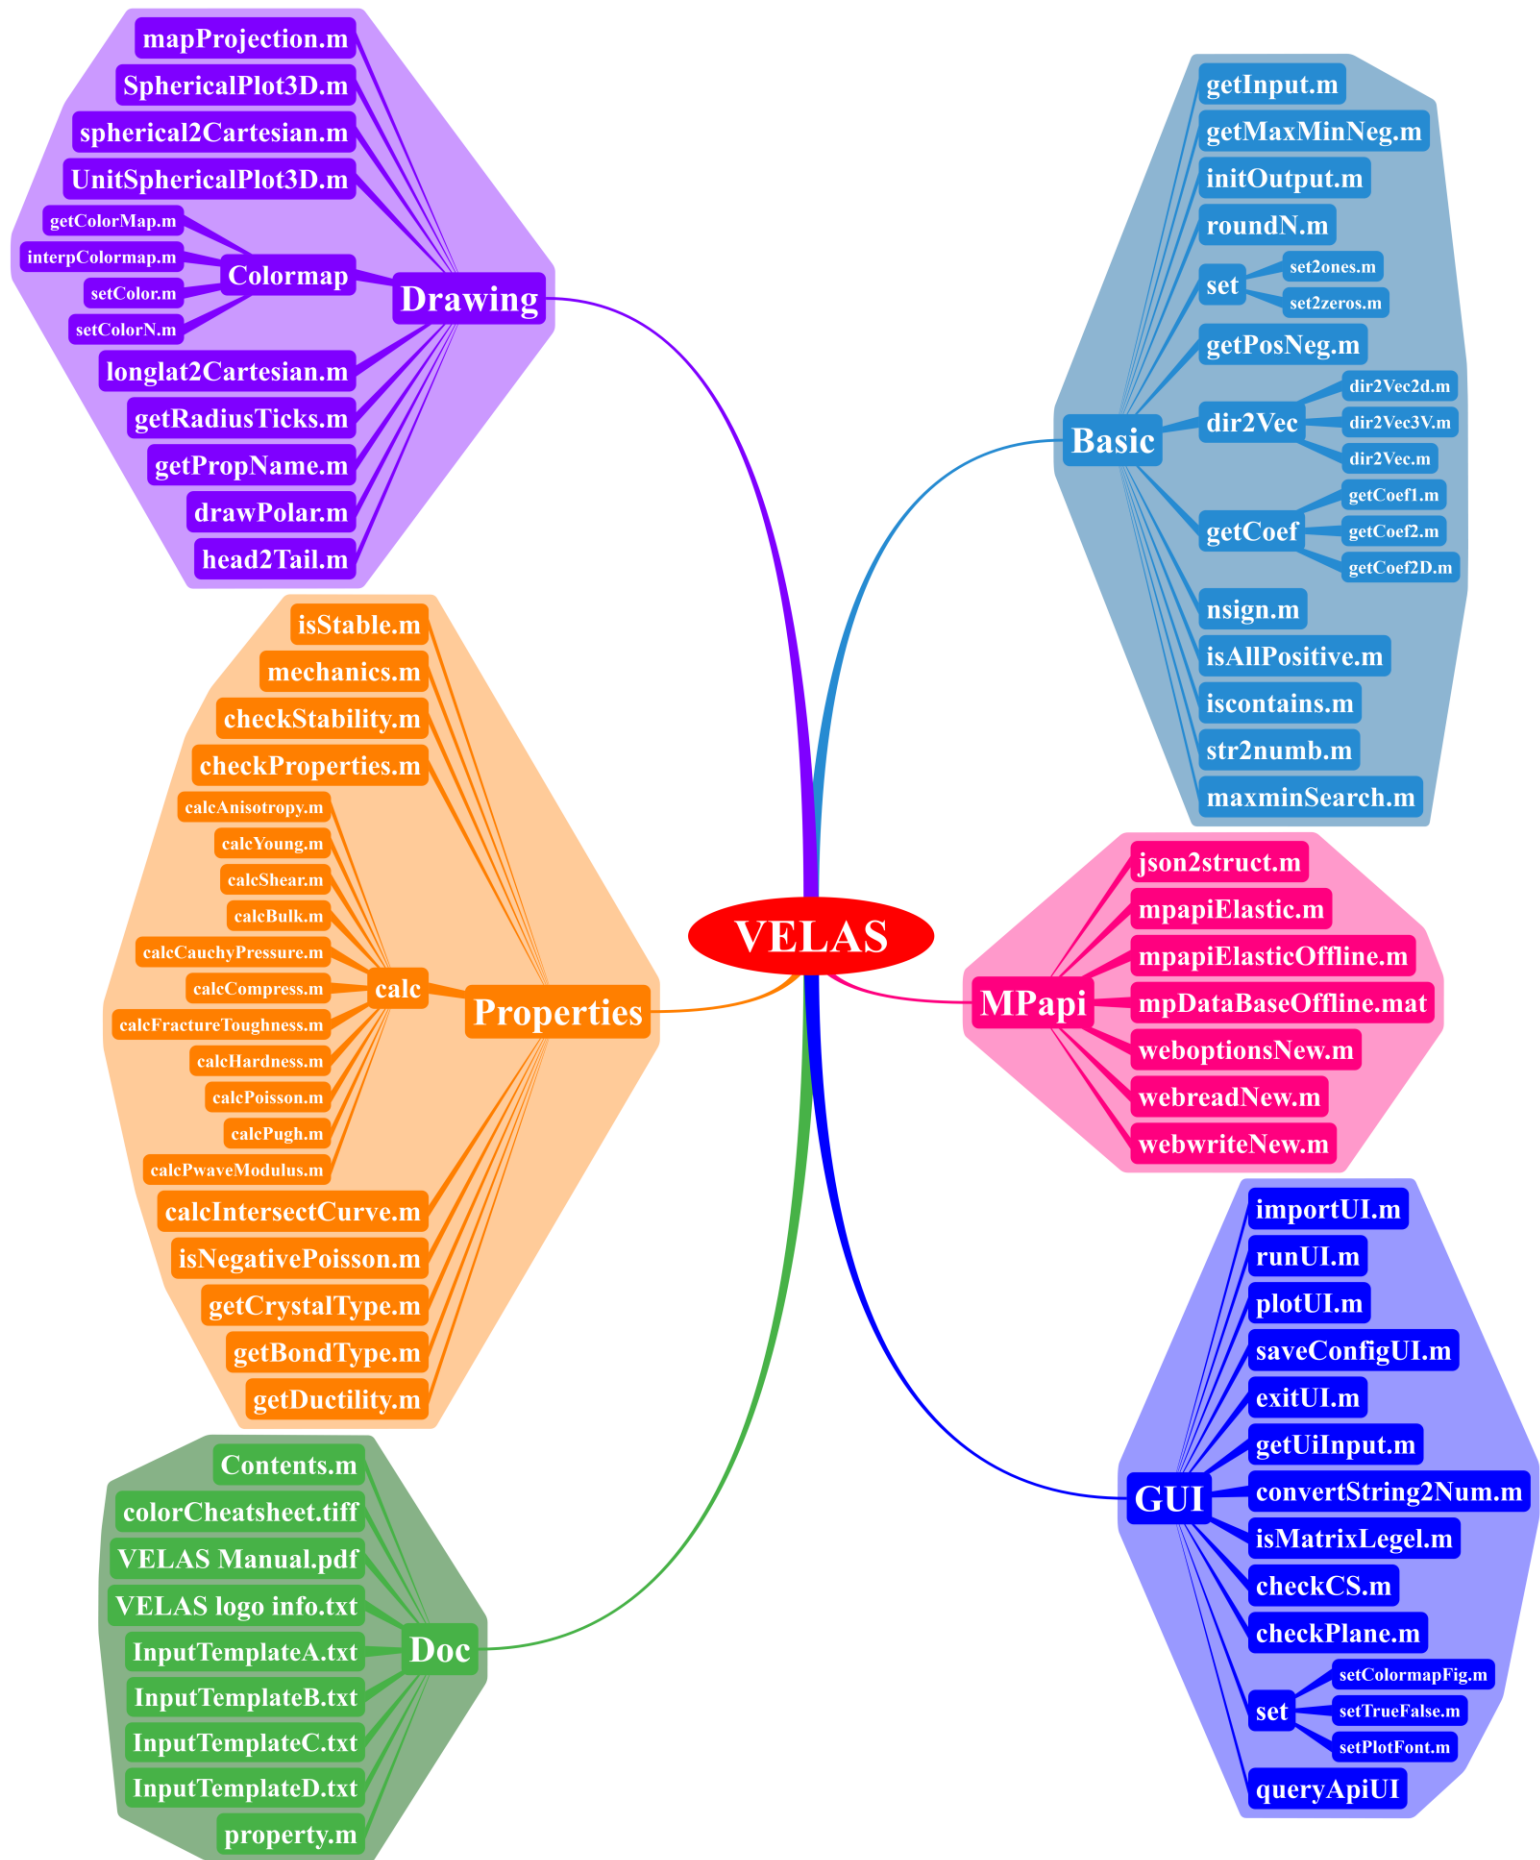 mapProjection.m
SphericalPlot3D.m
spherical2Cartesian.m
UnitSphericalPlot3D.m
getColorMap.m
interpColormap.m
setColor.m
setColorN.m
Colormap
longlat2Cartesian.m
getRadiusTicks.m
getPropName.m
drawPolar.m
head2Tail.m
Drawing
isStable.m
mechanics.m
checkStability.m
checkProperties.m
calcAnisotropy.m
calcYoung.m
calcShear.m
calcBulk.m
calcCauchyPressure.m
calcCompress.m
calcFractureToughness.m
calcHardness.m
calcPoisson.m
calcPugh.m
calcPwaveModulus.m
calc
calcIntersectCurve.m
isNegativePoisson.m
getCrystalType.m
getBondType.m
getDuctility.m
Properties
Contents.m
colorCheatsheet.tiff
VELAS Manual.pdf
VELAS logo info.txt
InputTemplateA.txt
InputTemplateB.txt
InputTemplateC.txt
InputTemplateD.txt
property.m
Doc
VELAS
Basic
getInput.m
getMaxMinNeg.m
initOutput.m
roundN.m
set
set2ones.m
set2zeros.m
getPosNeg.m
dir2Vec
dir2Vec2d.m
dir2Vec3V.m
dir2Vec.m
getCoef
getCoef1.m
getCoef2.m
getCoef2D.m
nsign.m
isAllPositive.m
iscontains.m
str2numb.m
maxminSearch.m
MPapi
json2struct.m
mpapiElastic.m
mpapiElasticOffline.m
mpDataBaseOffline.mat
weboptionsNew.m
webreadNew.m
webwriteNew.m
GUI
importUI.m
runUI.m
plotUI.m
saveConfigUI.m
exitUI.m
getUiInput.m
convertString2Num.m
isMatrixLegel.m
checkCS.m
checkPlane.m
set
setColormapFig.m
setTrueFalse.m
setPlotFont.m
queryApiUI